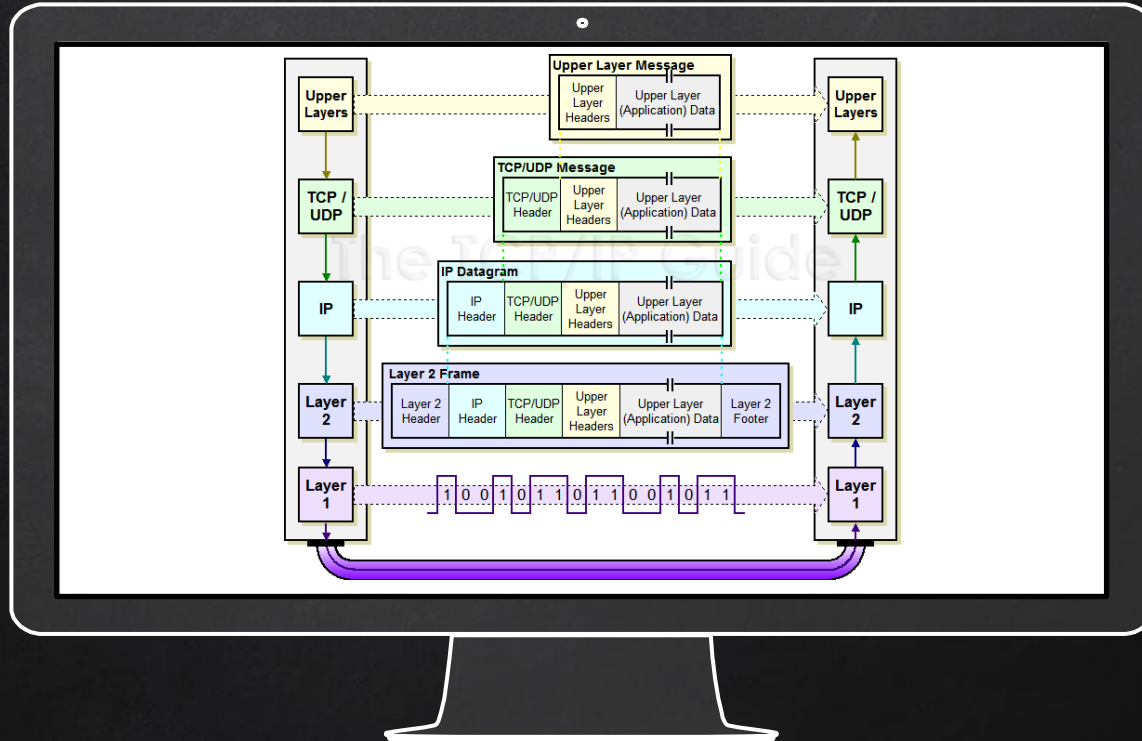 Upper Layer Message
Upper
Layers
Upper
Layer
Headers
Upper Layer
(Application) Data
Upper
Layers
TCP/UDP Message
TCP /
UDP
TCP/UDP
Header
Upper
Layer
Headers
Upper Layer
(Application) Data
TCP /
UDP
The TCP/IP Guide
IP Datagram
IP
IP
Header
TCP/UDP
Header
Upper
Layer
Headers
Upper Layer
(Application) Data
IP
Layer 2 Frame
Layer
2
Layer 2
Header
IP
Header
TCP/UDP
Header
Upper
Layer
Headers
Upper Layer
(Application) Data
Layer 2
Footer
Layer
2
Layer
1
1 0 0 1 0 1 1 0 1 1 0 0 1 0 1 1
Layer
1